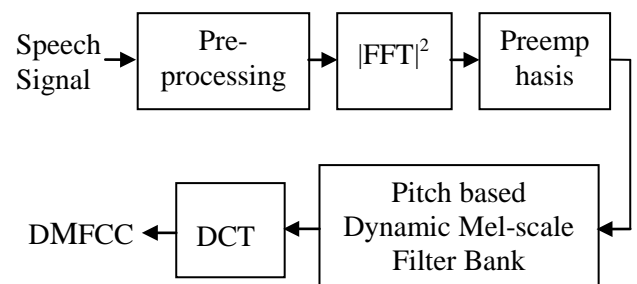 Speech
Signal
Pre-
processing
|FFT|²
Preemp
hasis
Pitch based
Dynamic Mel-scale
Filter Bank
DCT
DMFCC